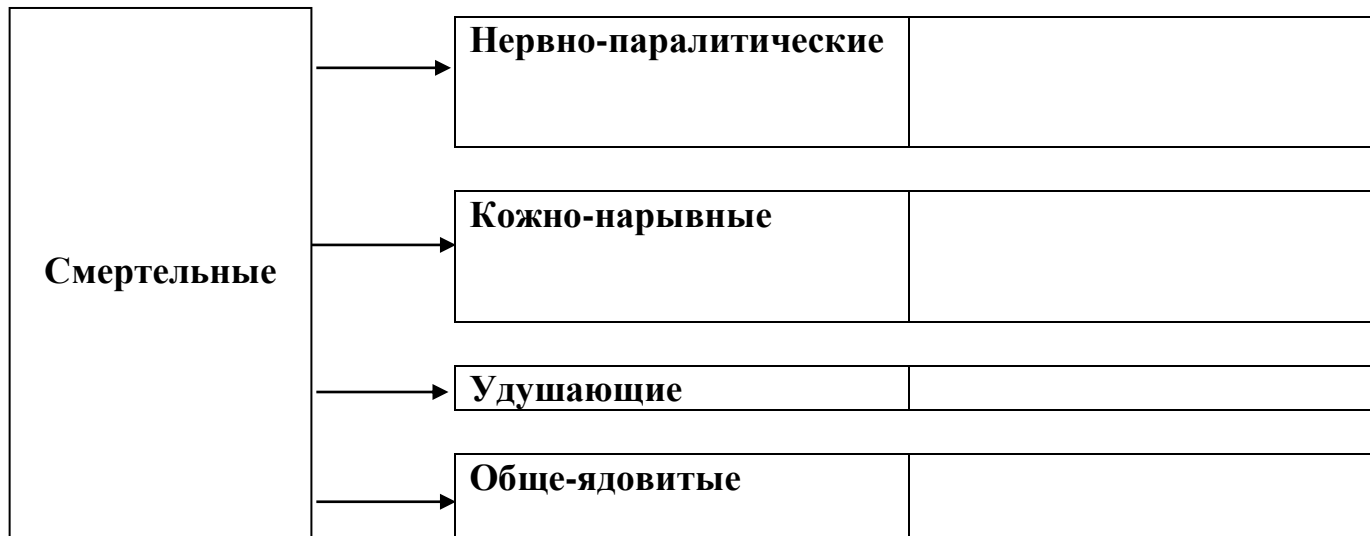 Нервно-паралитические
Кожно-нарывные
Смертельные
Удушающие
Обще-ядовитые